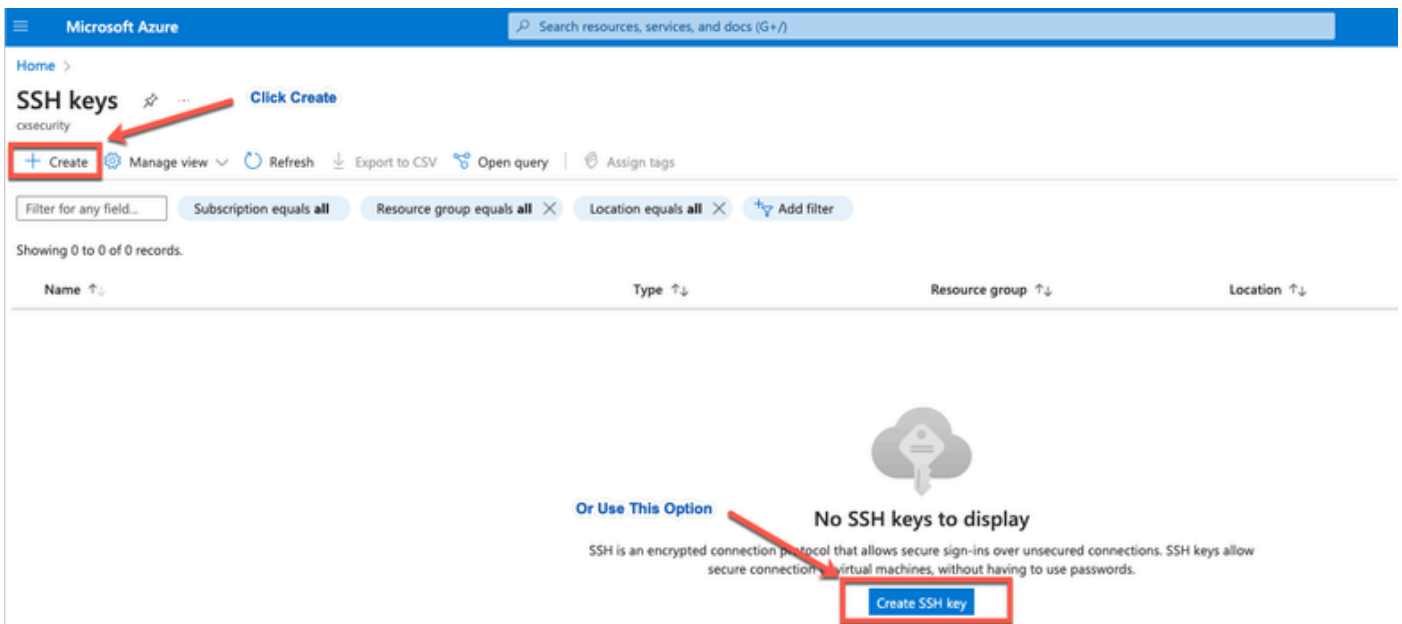 Microsoft Azure
Search resources, services, and docs (G+/)
Home >
SSH keys ...
Click Create
cxsecurity
+ Create Manage view Refresh Export to CSV Open query Assign tags
Filter for any field... Subscription equals all Resource group equals all Location equals all Add filter
Showing 0 to 0 of 0 records.
Name Type Resource group Location
Or Use This Option
No SSH keys to display
SSH is an encrypted connection protocol that allows secure sign-ins over unsecured connections. SSH keys allow
secure connection virtual machines, without having to use passwords.
Create SSH key